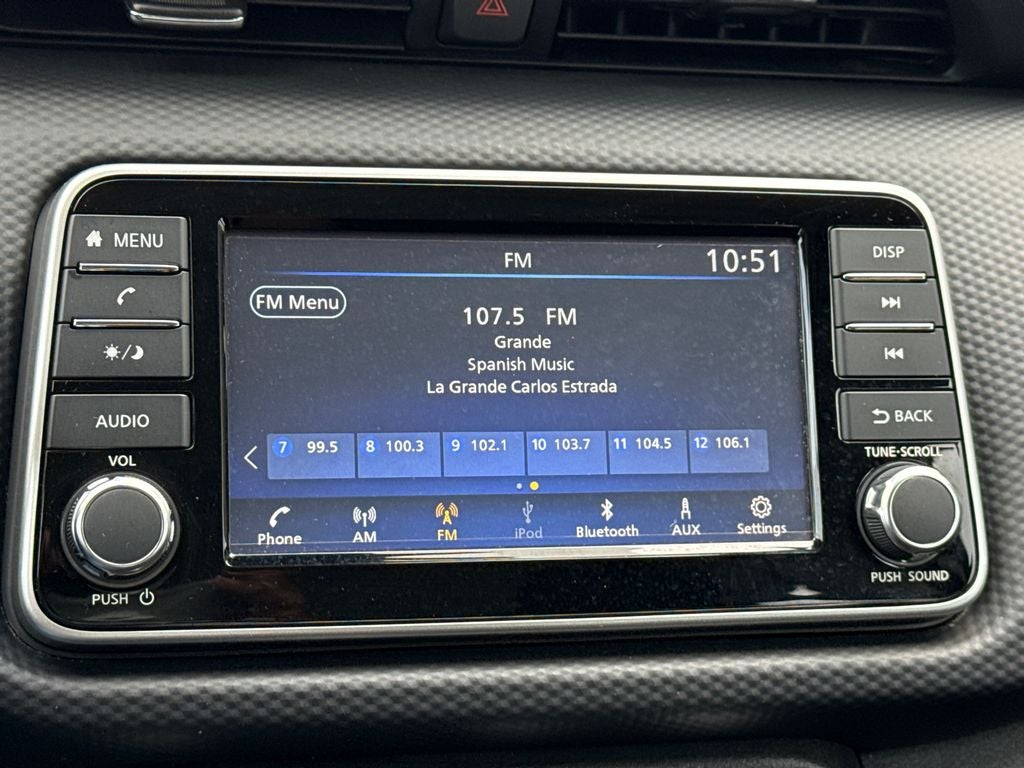 MENU
AUDIO
VOL
PUSH
FM
10:51
FM Menu
107.5 FM
Grande
Spanish Music
La Grande Carlos Estrada
7 99.5 8 100.3 9 102.1 10 103.7 11 104.5 12 106.1
Phone AM FM iPod Bluetooth AUX Settings
DISP
BACK
TUNE·SCROLL
PUSH SOUND